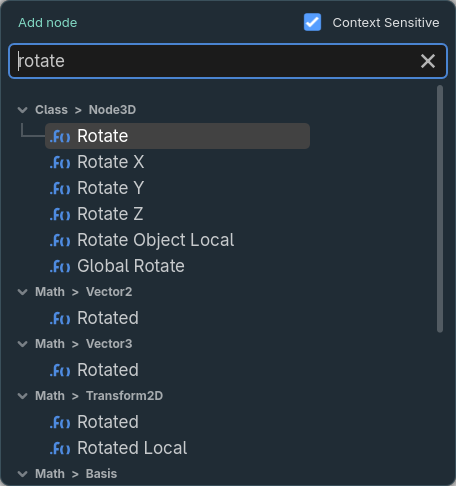 Add node
Context Sensitive
rotate
Class > Node3D
.f() Rotate
.f() Rotate X
.f() Rotate Y
.f() Rotate Z
.f() Rotate Object Local
.f() Global Rotate
Math > Vector2
.f() Rotated
Math > Vector3
.f() Rotated
Math > Transform2D
.f() Rotated
.f() Rotated Local
Math > Basis